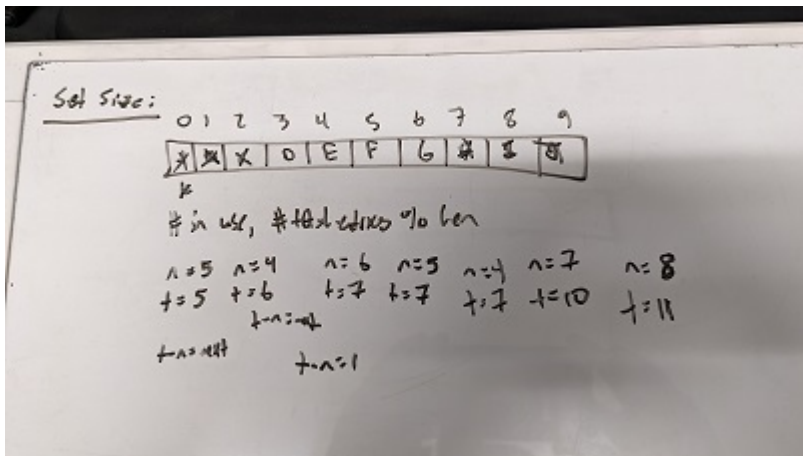 Set Size:
0 1 2 3 4 5 6 7 8 9
X D E F G
# in use, # total entries % len
n=5 n=4 n=6 n=5 n=4 n=7 n=8
t=5 t=6 t=7 t=7 t=7 t=10 t=11
t-n=
t-n=next
t-n=1